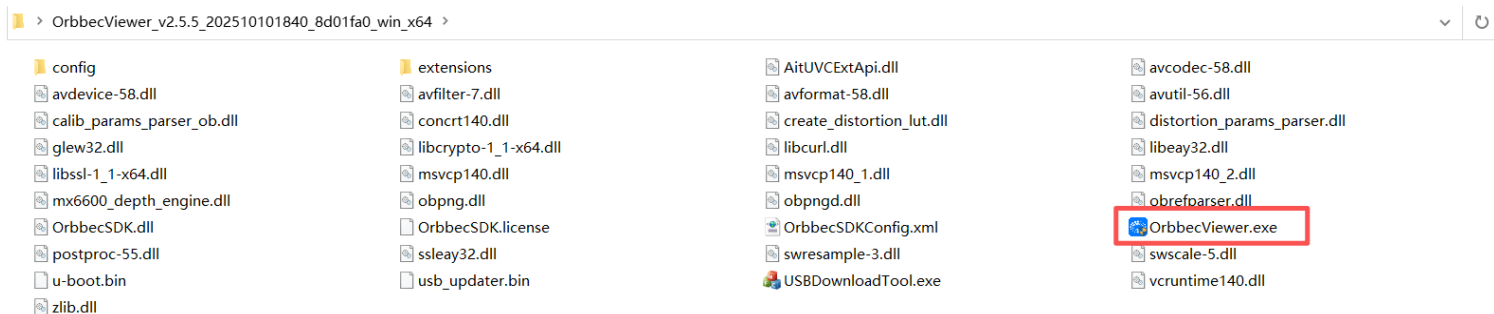 OrbbecViewer_v2.5.5_202510101840_8d01fa0_win_x64
config extensions AitUVCExtApi.dll avcodec-58.dll
avdevice-58.dll avfilter-7.dll avformat-58.dll avutil-56.dll
calib_params_parser_ob.dll concrt140.dll create_distortion_lut.dll distortion_params_parser.dll
glew32.dll libcrypto-1_1-x64.dll libcurl.dll libeay32.dll
libssl-1_1-x64.dll msvcp140.dll msvcp140_1.dll msvcp140_2.dll
mx6600_depth_engine.dll obpng.dll obpngd.dll obrefparser.dll
OrbbecSDK.dll OrbbecSDK.license OrbbecSDKConfig.xml OrbbecViewer.exe
postproc-55.dll ssleay32.dll swresample-3.dll swscale-5.dll
u-boot.bin usb_updater.bin USBDownloadTool.exe vcruntime140.dll
zlib.dll